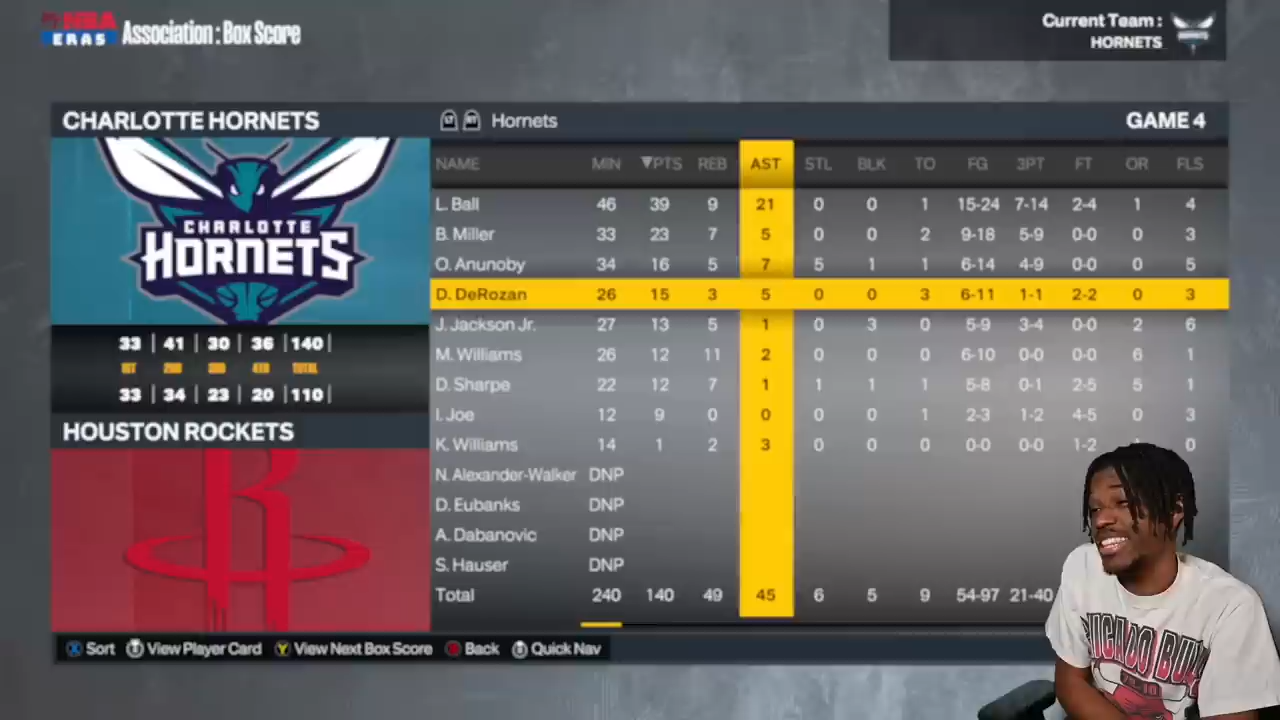 MyNBA
ERAS
Association : Box Score
Current Team :
HORNETS
CHARLOTTE HORNETS
CHARLOTTE
HORNETS
33 | 41 | 30 | 36 | 140 |
1ST 2ND 3RD 4TH TOTAL
33 | 34 | 23 | 20 | 110 |
HOUSTON ROCKETS
R
LT RT Hornets
GAME 4
NAME MIN ▼PTS REB AST STL BLK TO FG 3PT FT OR FLS
L. Ball 46 39 9 21 0 0 1 15-24 7-14 2-4 1 4
B. Miller 33 23 7 5 0 0 2 9-18 5-9 0-0 0 3
O. Anunoby 34 16 5 7 5 1 1 6-14 4-9 0-0 0 5
D. DeRozan 26 15 3 5 0 0 3 6-11 1-1 2-2 0 3
J. Jackson Jr. 27 13 5 1 0 3 0 5-9 3-4 0-0 2 6
M. Williams 26 12 11 2 0 0 0 6-10 0-0 0-0 6 1
D. Sharpe 22 12 7 1 1 1 1 5-8 0-1 2-5 5 1
I. Joe 12 9 0 0 0 0 1 2-3 1-2 4-5 0 3
K. Williams 14 1 2 3 0 0 0 0-0 0-0 1-2 0
N. Alexander-Walker DNP
D. Eubanks DNP
A. Dabanovic DNP
S. Hauser DNP
Total 240 140 49 45 6 5 9 54-97 21-40
X Sort View Player Card Y View Next Box Score Back Quick Nav
CHICAGO BULLS